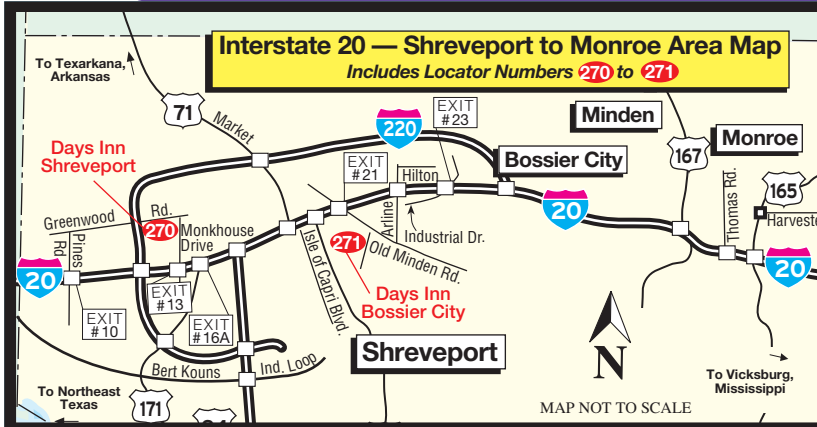 Interstate 20 — Shreveport to Monroe Area Map
Includes Locator Numbers 270 to 271
To Texarkana,
Arkansas
71
Market
220
EXIT
#23
Minden
Monroe
167
Days Inn
Shreveport
EXIT
#21
Hilton
Bossier City
165
Greenwood Rd.
270
Pines
Rd
Monkhouse
Drive
Isle of Capri Blvd.
271
Arline
Industrial Dr.
Old Minden Rd.
20
Thomas Rd.
Harveste
20
20
EXIT
#10
EXIT
#13
EXIT
#16A
Days Inn
Bossier City
Shreveport
N
Bert Kouns Ind. Loop
To Northeast
Texas
171
To Vicksburg,
Mississippi
MAP NOT TO SCALE